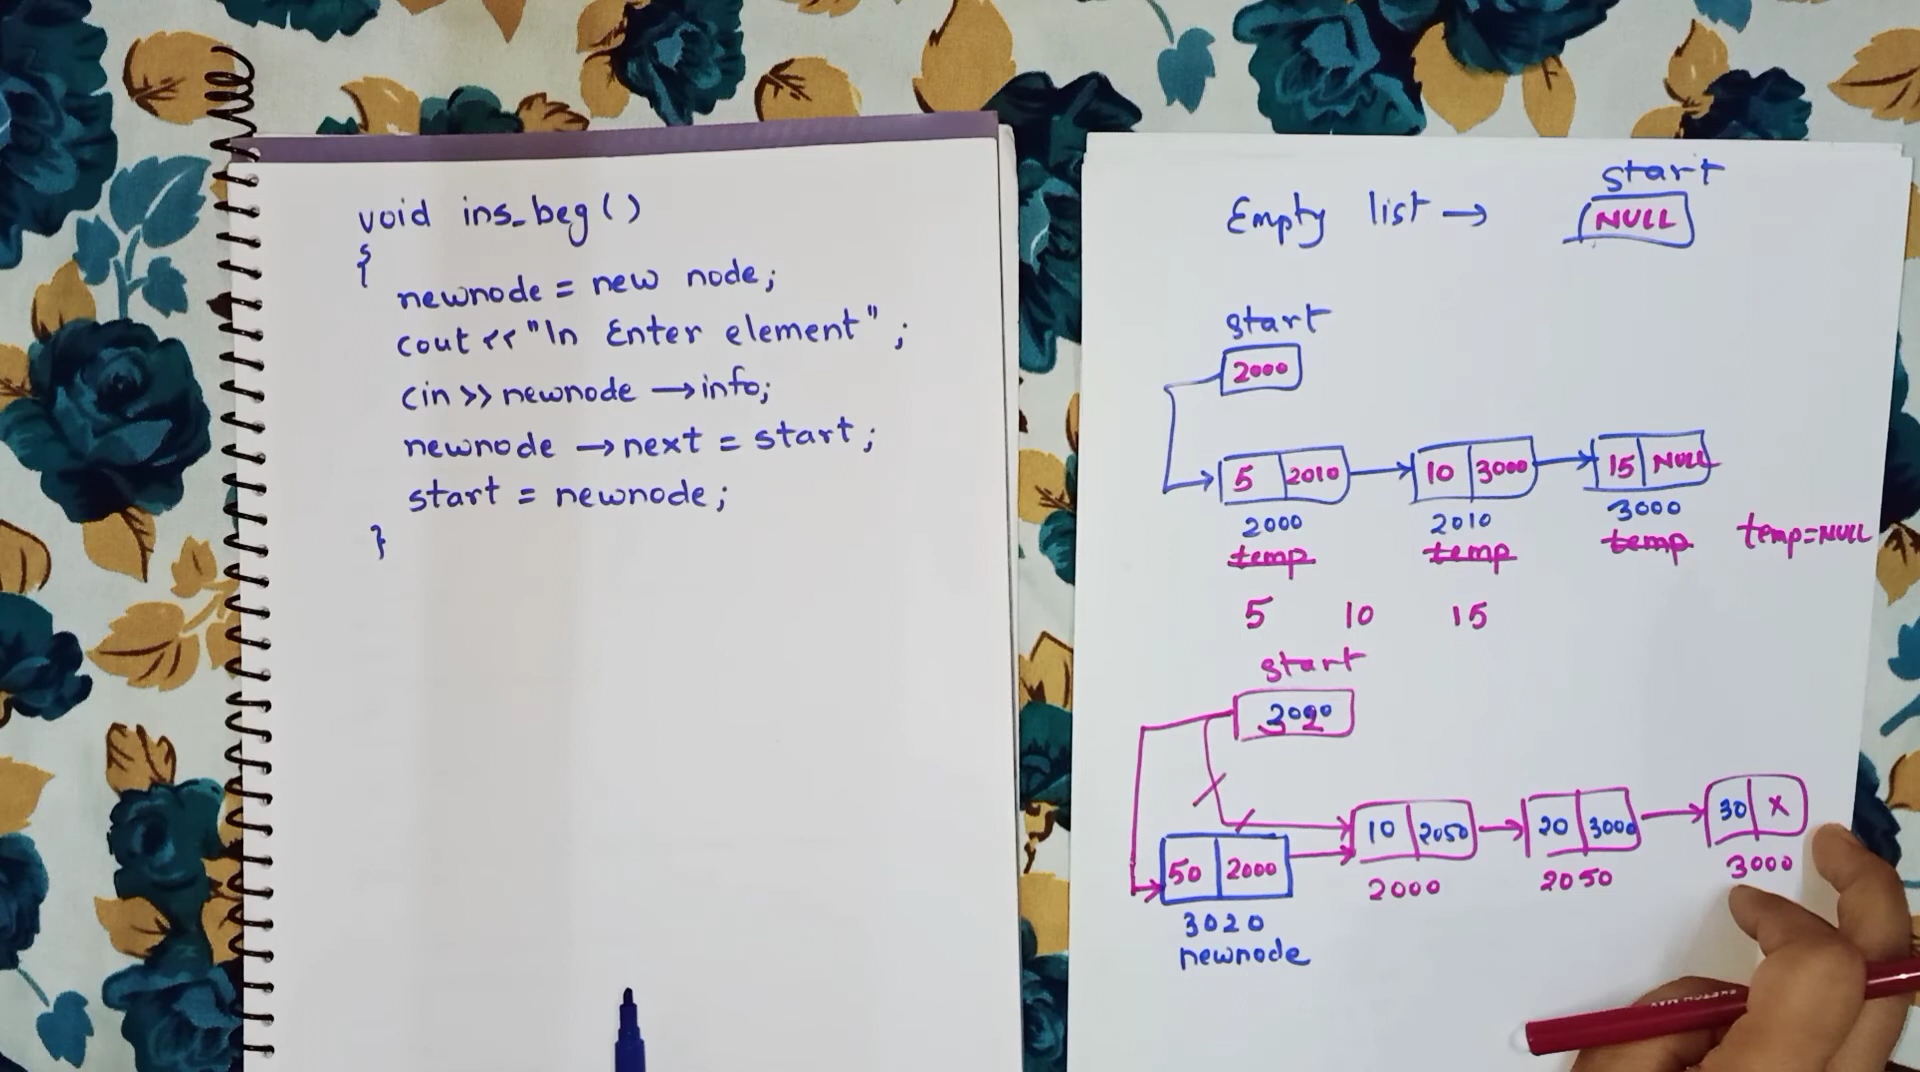 void ins_beg()
{
newnode = new node;
cout << "\n Enter element" ;
cin >> newnode → info;
newnode → next = start;
start = newnode;
}
start
Empty list → NULL
start
2000
5 2010 → 10 3000 → 15 NULL
2000 2010 3000
temp temp temp temp=NULL
5 10 15
start
3020
10 2050 → 20 3000 → 30 X
50 2000
2000 2050 3000
3020
newnode